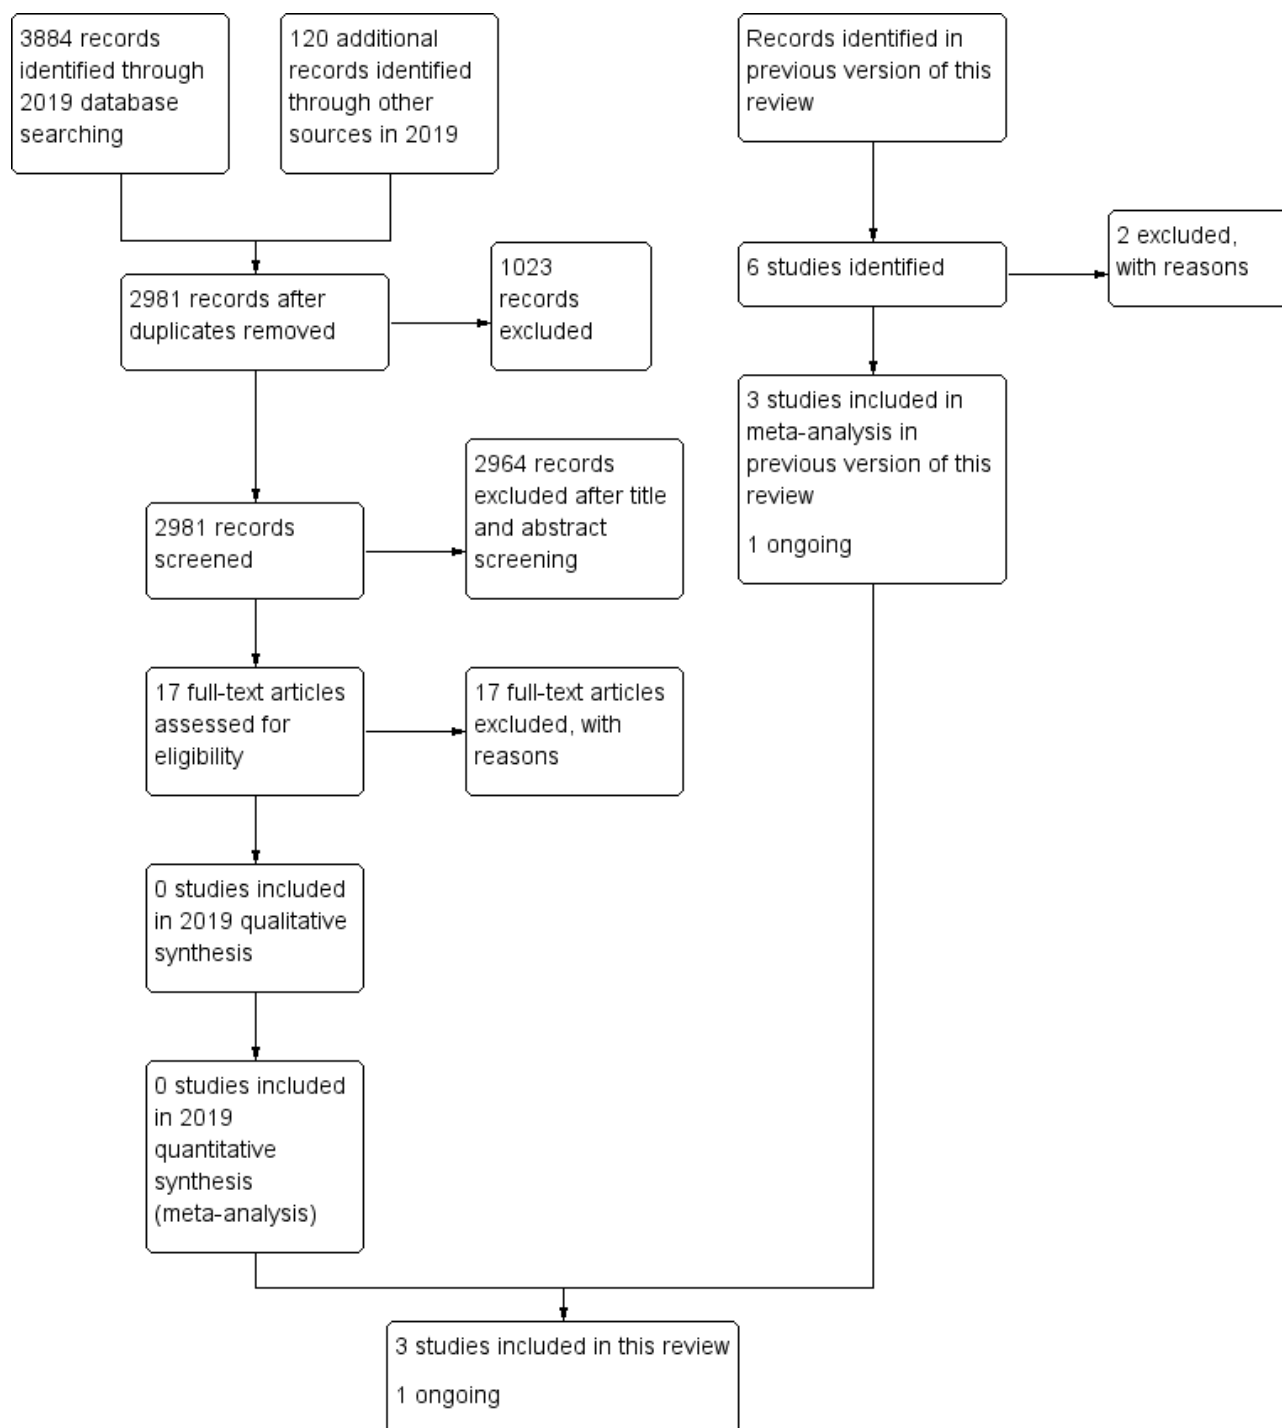 3884 records
identified through
2019 database
searching
120 additional
records identified
through other
sources in 2019
Records identified in
previous version of this
review
6 studies identified
2 excluded,
with reasons
2981 records after
duplicates removed
1023
records
excluded
3 studies included in
meta-analysis in
previous version of this
review
1 ongoing
2981 records
screened
2964 records
excluded after title
and abstract
screening
17 full-text articles
assessed for
eligibility
17 full-text articles
excluded, with
reasons
0 studies included
in 2019 qualitative
synthesis
0 studies included
in 2019
quantitative
synthesis
(meta-analysis)
3 studies included in this review
1 ongoing